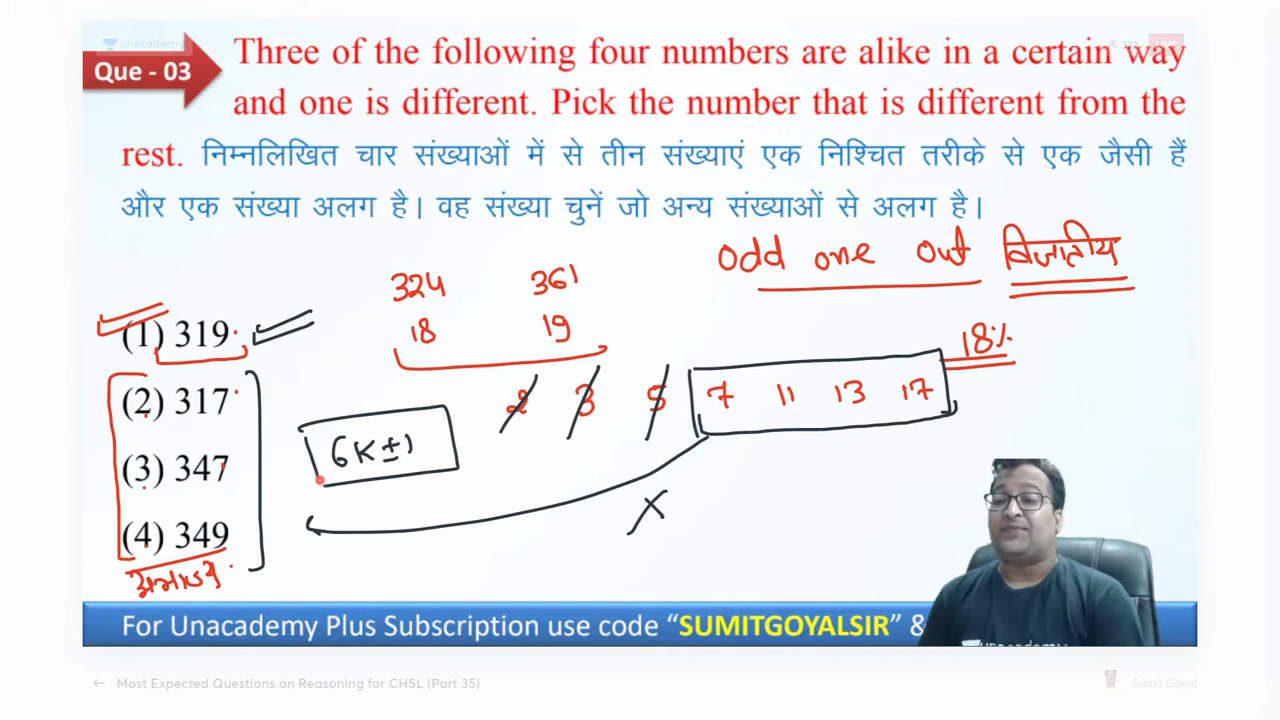 unacademy
Que - 03
Three of the following four numbers are alike in a certain way
and one is different. Pick the number that is different from the
rest. निम्नलिखित चार संख्याओं में से तीन संख्याएं एक निश्चित तरीके से एक जैसी हैं
और एक संख्या अलग है। वह संख्या चुनें जो अन्य संख्याओं से अलग है।
odd one out विजातीय
324 361
18 19
(1) 319
18%
(2) 317
2 3 5 7 11 13 17
6K±1
(3) 347
(4) 349
For Unacademy Plus Subscription use code "SUMITGOYALSIR" &
unacademy
← Most Expected Questions on Reasoning for CHSL (Part 35)
Sumit Goyal